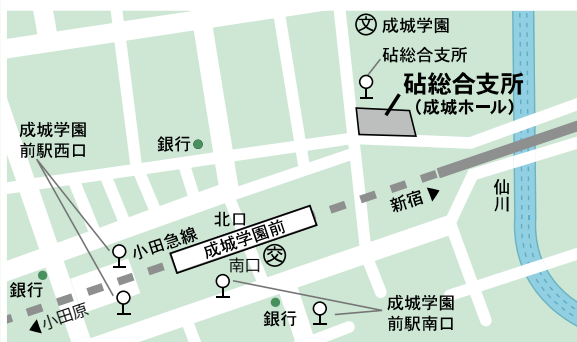 文 成城学園
砧総合支所
砧総合支所
(成城ホール)
成城学園
前駅西口
銀行
仙川
新宿
北口
小田急線
成城学園前
交
南口
銀行
小田原
銀行
成城学園
前駅南口